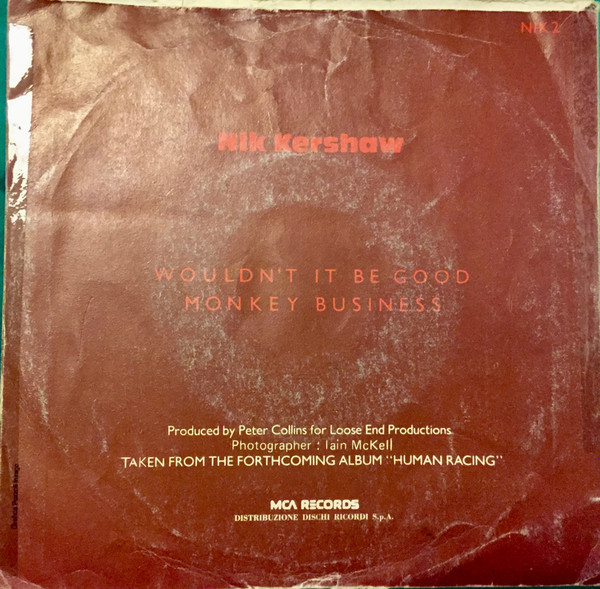 NIK 2
Nik Kershaw
WOULDN'T IT BE GOOD
MONKEY BUSINESS
Produced by Peter Collins for Loose End Productions.
Photographer : Iain McKell
TAKEN FROM THE FORTHCOMING ALBUM "HUMAN RACING"
MCA RECORDS
DISTRIBUZIONE DISCHI RICORDI S.p.A.